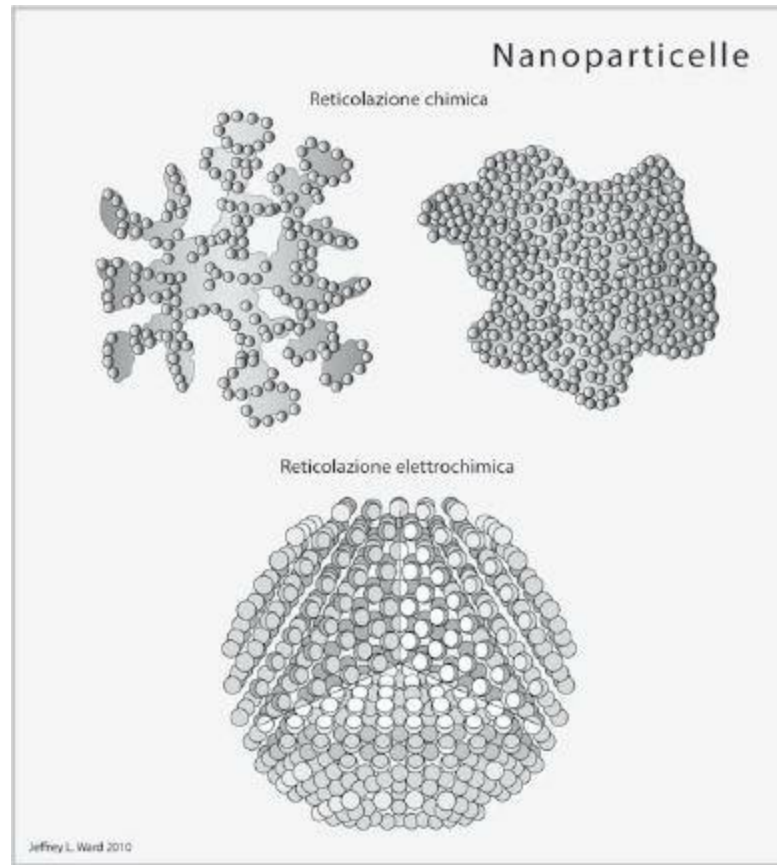 Nanoparticelle
Reticolazione chimica
Reticolazione elettrochimica
Jeffrey L. Ward 2010